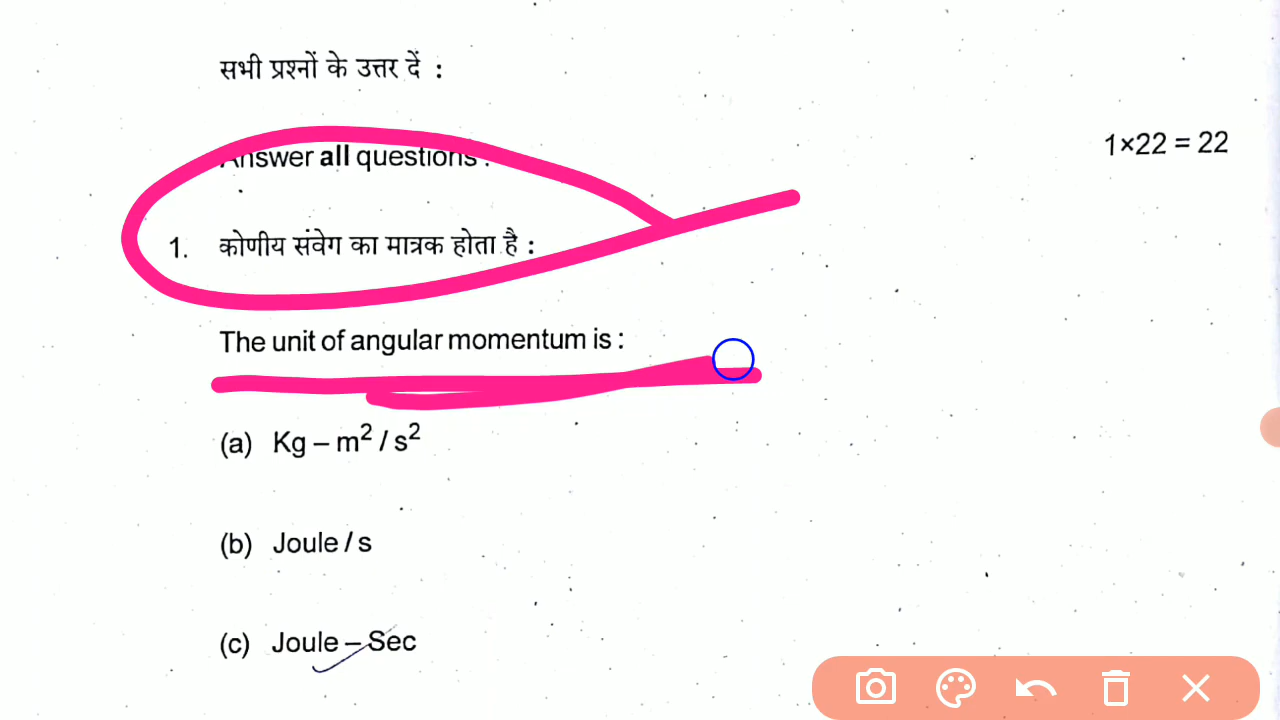 सभी प्रश्नों के उत्तर दें :
1×22 = 22
Answer all questions :
1. कोणीय संवेग का मात्रक होता है :
The unit of angular momentum is :
(a) Kg – m² / s²
(b) Joule / s
(c) Joule – Sec